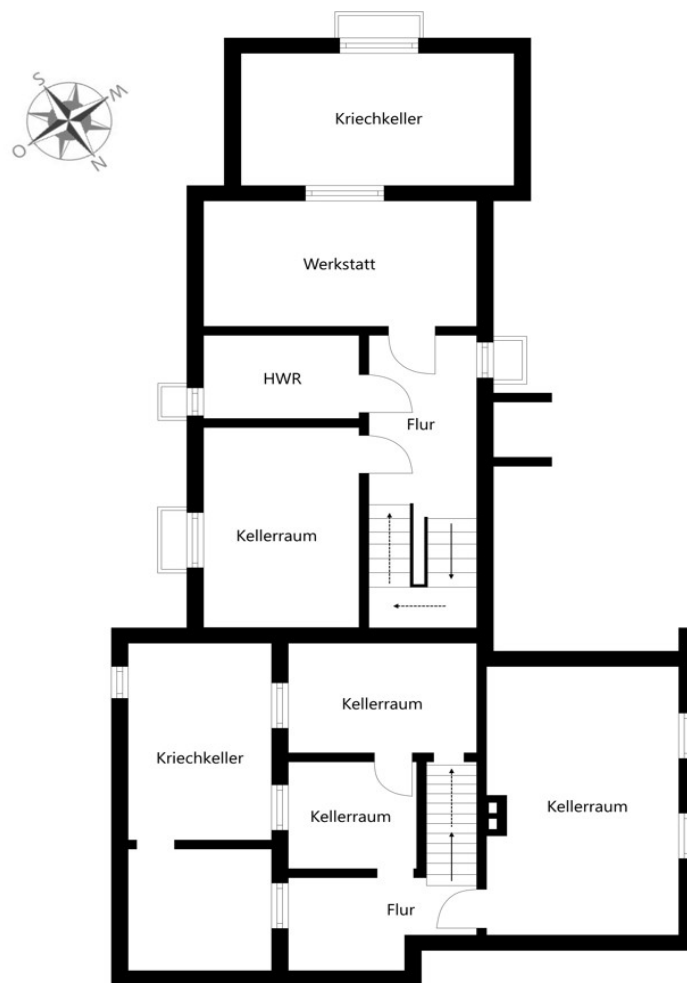 Kriechkeller
S
W
O
N
Werkstatt
HWR
Flur
Kellerraum
Kellerraum
Kriechkeller
Kellerraum
Kellerraum
Flur